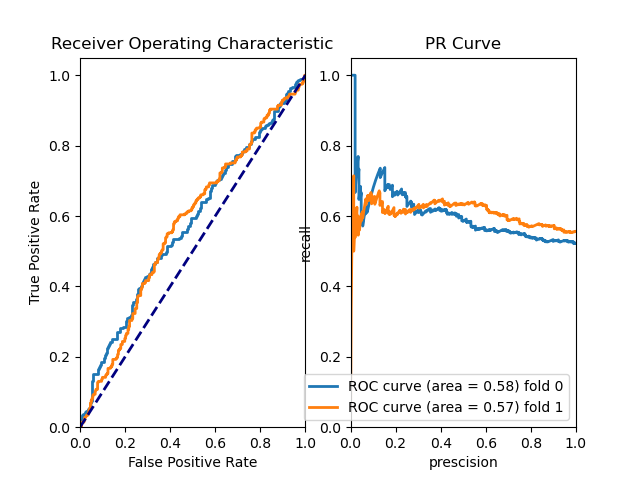 Receiver Operating Characteristic
PR Curve
1.0
0.8
0.6
0.4
0.2
0.0
True Positive Rate
0.0 0.2 0.4 0.6 0.8 1.0
False Positive Rate
1.0
0.8
0.6
0.4
0.2
0.0
recall
ROC curve (area = 0.58) fold 0
ROC curve (area = 0.57) fold 1
0.0 0.2 0.4 0.6 0.8 1.0
prescision